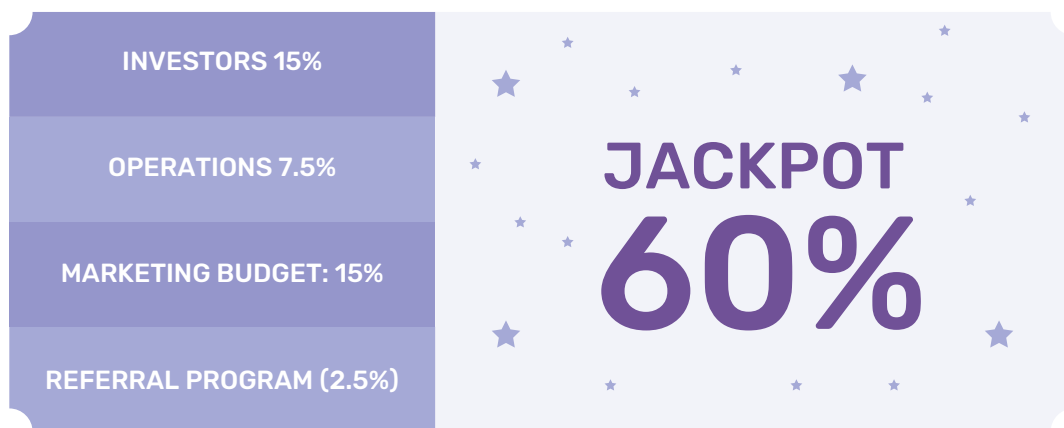 INVESTORS 15%
OPERATIONS 7.5%
MARKETING BUDGET: 15%
REFERRAL PROGRAM (2.5%)
JACKPOT
60%